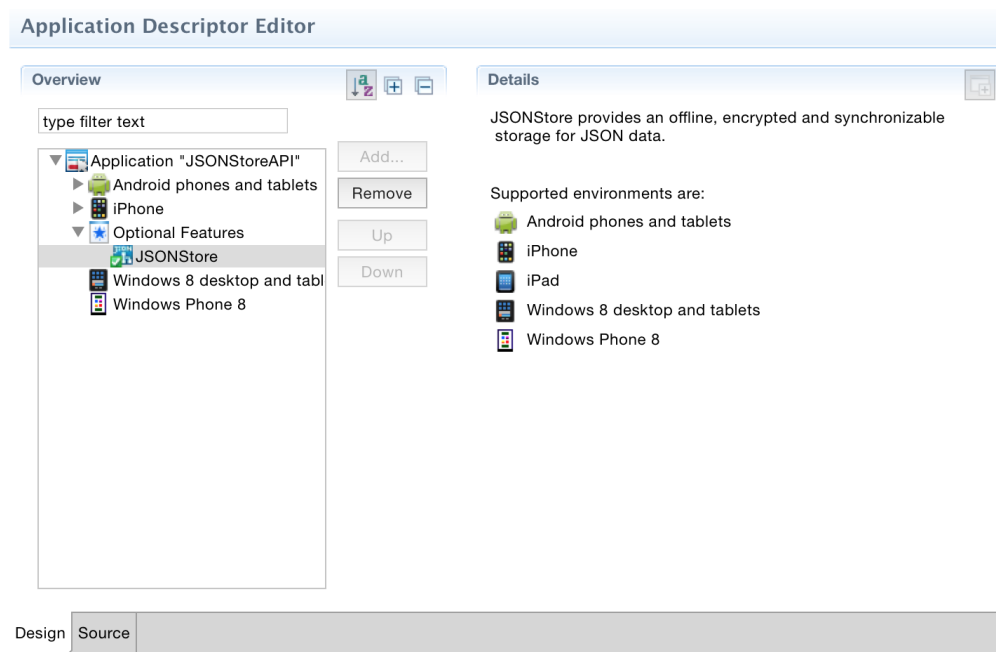 Application Descriptor Editor
Overview
type filter text
Application "JSONStoreAPI"
Android phones and tablets
iPhone
Optional Features
JSONStore
Windows 8 desktop and tabl
Windows Phone 8
Add...
Remove
Up
Down
Details
JSONStore provides an offline, encrypted and synchronizable
storage for JSON data.
Supported environments are:
Android phones and tablets
iPhone
iPad
Windows 8 desktop and tablets
Windows Phone 8
Design
Source